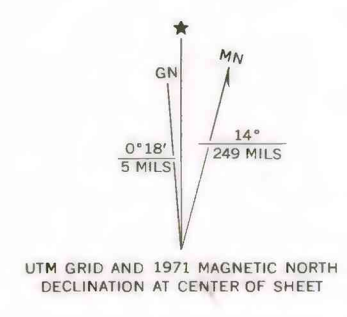 ★
MN
GN
0°18′
5 MILS
14°
249 MILS
UTM GRID AND 1971 MAGNETIC NORTH
DECLINATION AT CENTER OF SHEET